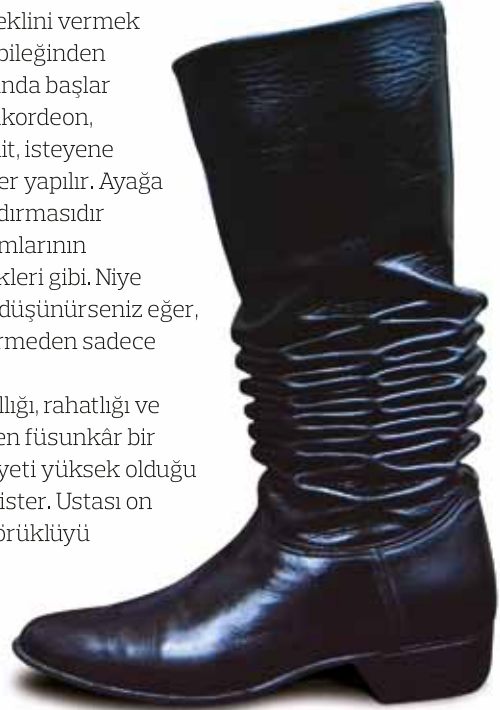 eklini vermek
bileğinden
nda başlar
kordeon,
it, isteyene
er yapılır. Ayağa
dırmasıdır
mlarının
kleri gibi. Niye
düşünürseniz eğer,
rmeden sadece
llığı, rahatlığı ve
en füsunkâr bir
yeti yüksek olduğu
ister. Ustası on
örüklüyü